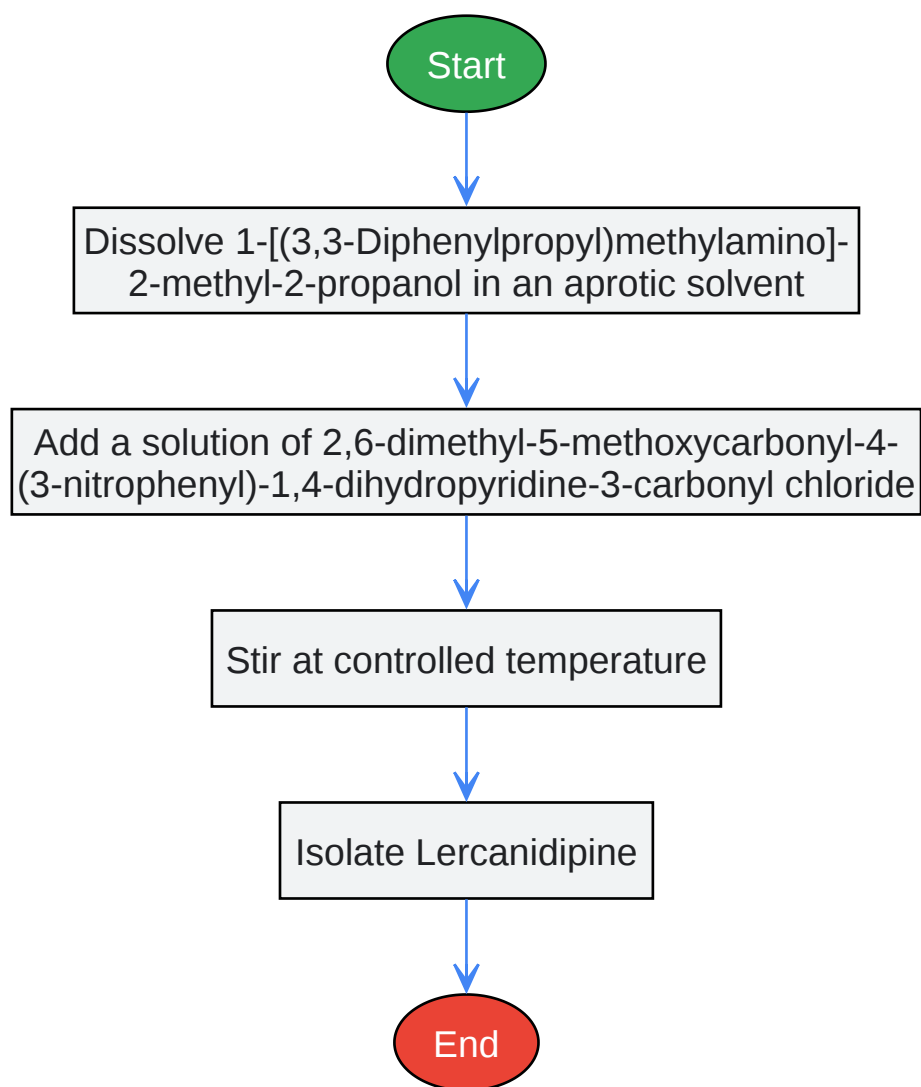 Start
Dissolve 1-[(3,3-Diphenylpropyl)methylamino]-
2-methyl-2-propanol in an aprotic solvent
Add a solution of 2,6-dimethyl-5-methoxycarbonyl-4-
(3-nitrophenyl)-1,4-dihydropyridine-3-carbonyl chloride
Stir at controlled temperature
Isolate Lercanidipine
End